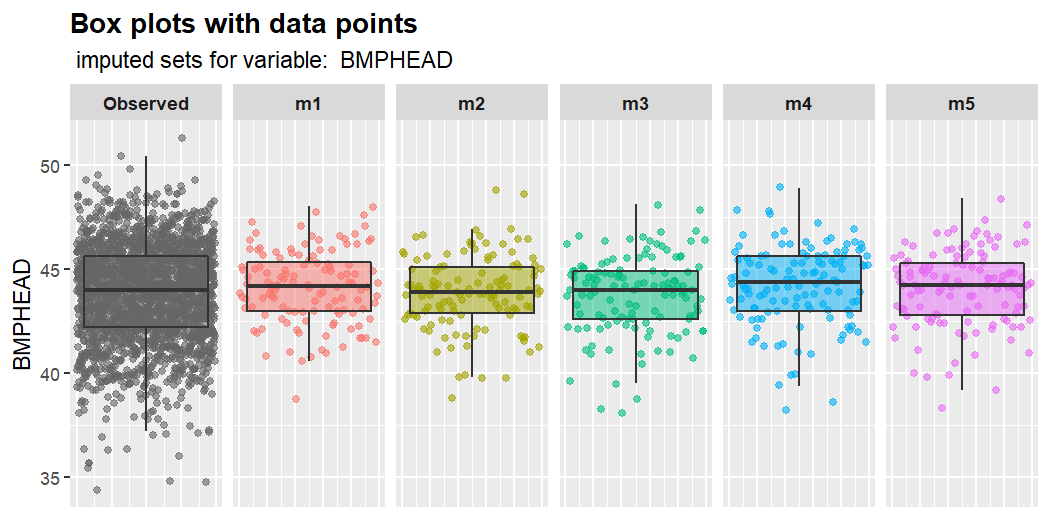 Box plots with data points
imputed sets for variable: BMPHEAD
Observed m1 m2 m3 m4 m5
BMPHEAD
50
45
40
35